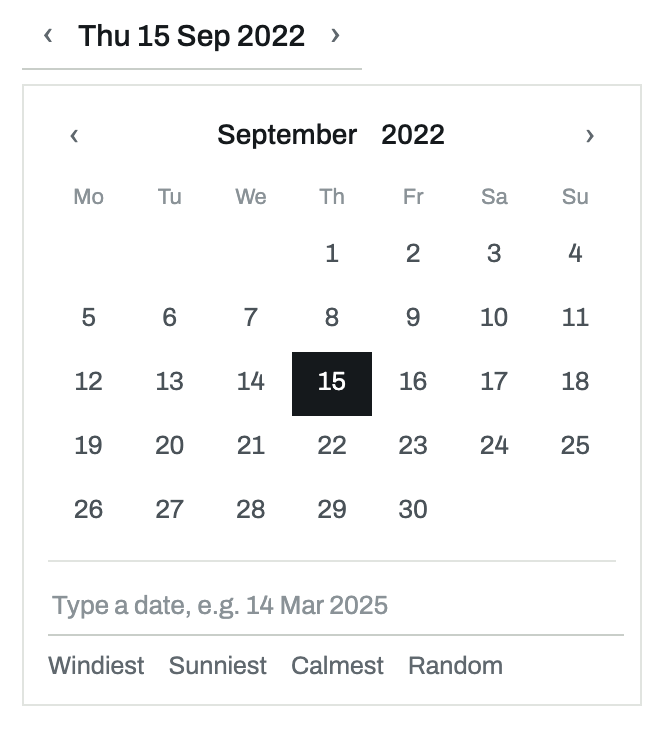 ‹ Thu 15 Sep 2022 ›
‹ September 2022 ›
Mo Tu We Th Fr Sa Su
1 2 3 4
5 6 7 8 9 10 11
12 13 14 15 16 17 18
19 20 21 22 23 24 25
26 27 28 29 30
Type a date, e.g. 14 Mar 2025
Windiest Sunniest Calmest Random